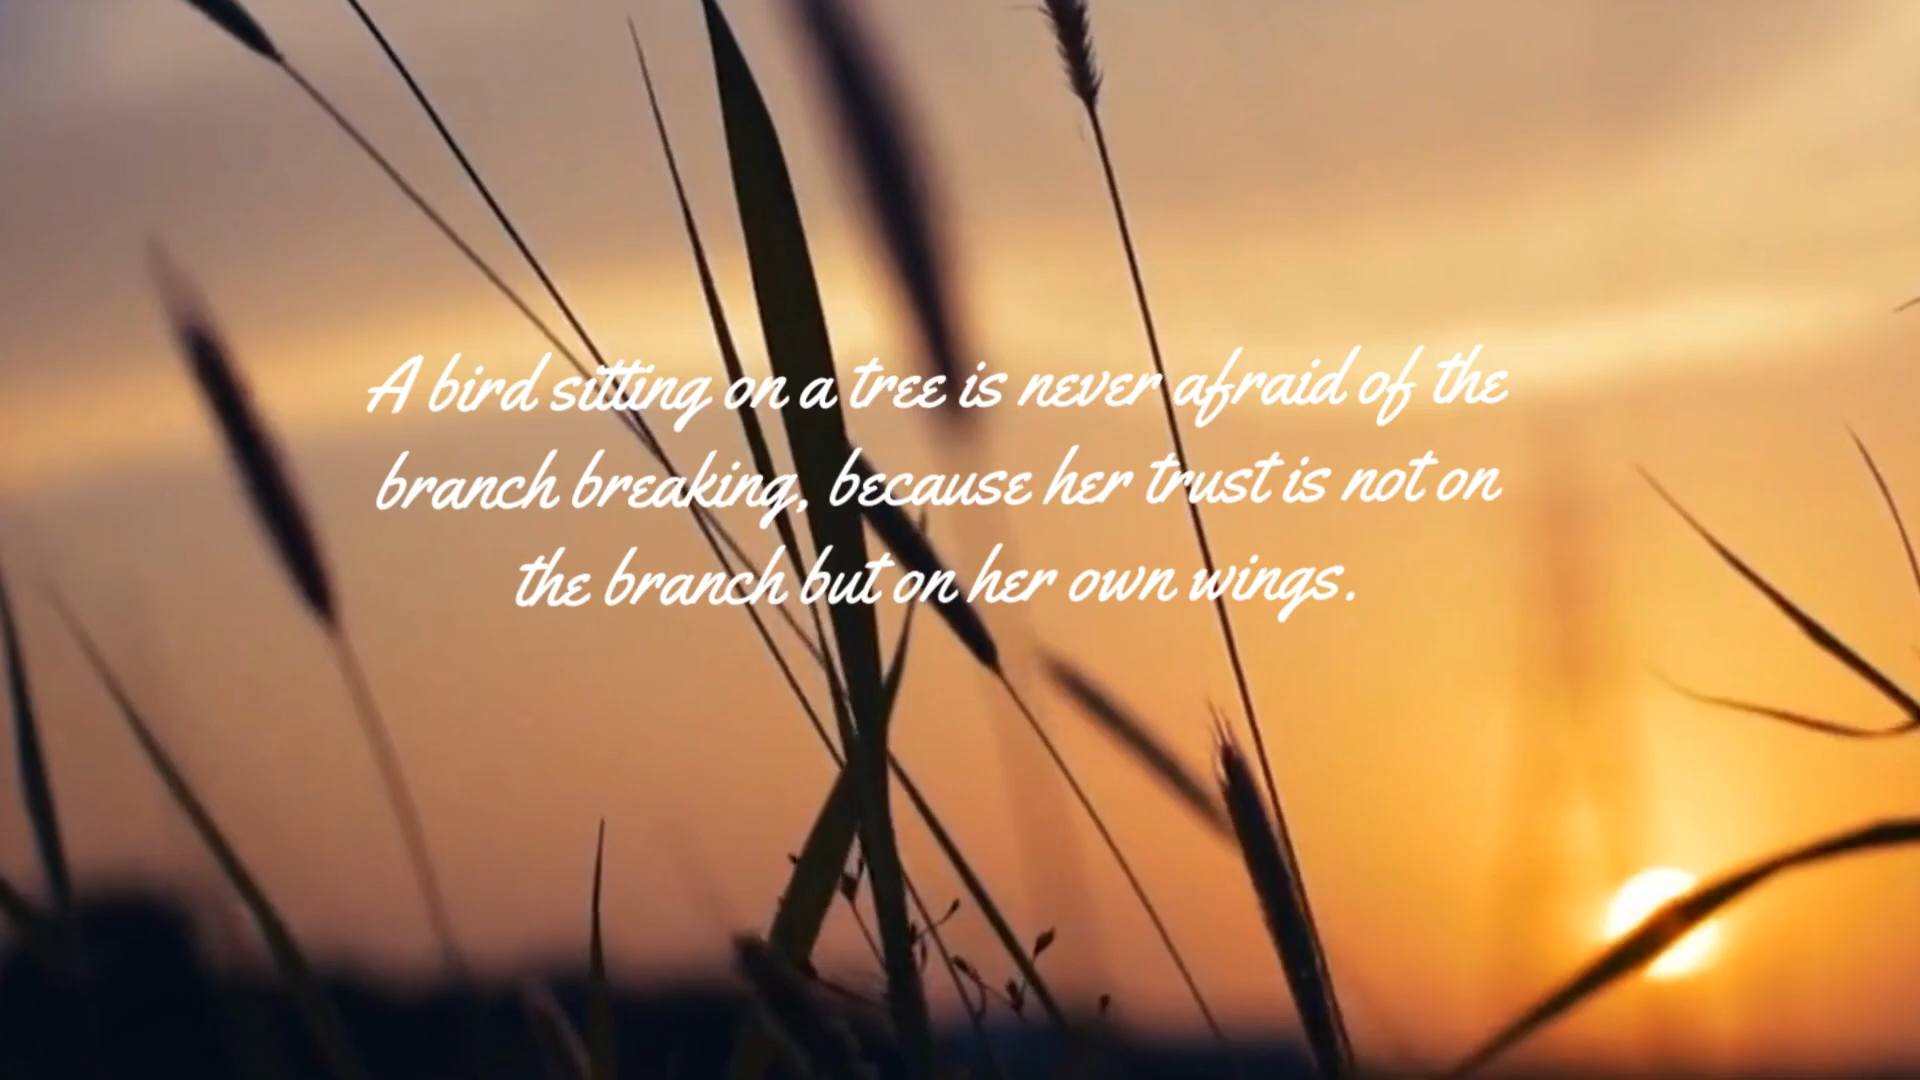 A bird sitting on a tree is never afraid of the
branch breaking, because her trust is not on
the branch but on her own wings.